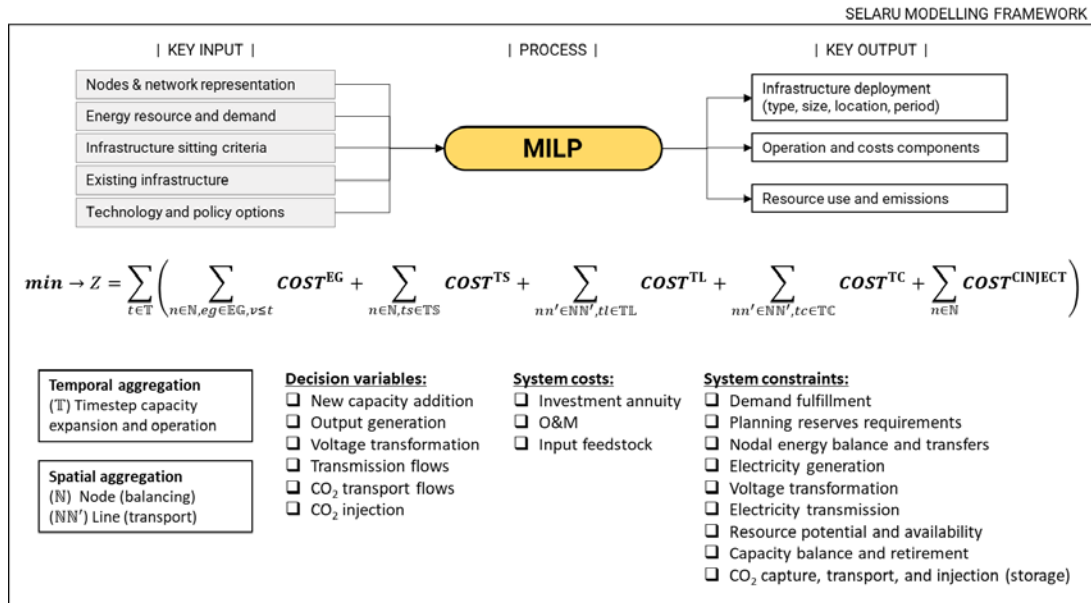 SELARU MODELLING FRAMEWORK
| KEY INPUT |
| PROCESS |
| KEY OUTPUT |
Nodes & network representation
Energy resource and demand
Infrastructure sitting criteria
Existing infrastructure
Technology and policy options
MILP
Infrastructure deployment
(type, size, location, period)
Operation and costs components
Resource use and emissions
min → Z = ∑_{t∈𝕋} ( ∑_{n∈ℕ,eg∈𝔼𝔾,v≤t} COST^{EG} + ∑_{n∈ℕ,ts∈𝕋𝕊} COST^{TS} + ∑_{nn′∈ℕℕ′,tl∈𝕋𝕃} COST^{TL} + ∑_{nn′∈ℕℕ′,tc∈𝕋ℂ} COST^{TC} + ∑_{n∈ℕ} COST^{CINJECT} )
Temporal aggregation
(𝕋) Timestep capacity
expansion and operation
Spatial aggregation
(ℕ) Node (balancing)
(ℕℕ′) Line (transport)
Decision variables:
❑ New capacity addition
❑ Output generation
❑ Voltage transformation
❑ Transmission flows
❑ CO₂ transport flows
❑ CO₂ injection
System costs:
❑ Investment annuity
❑ O&M
❑ Input feedstock
System constraints:
❑ Demand fulfillment
❑ Planning reserves requirements
❑ Nodal energy balance and transfers
❑ Electricity generation
❑ Voltage transformation
❑ Electricity transmission
❑ Resource potential and availability
❑ Capacity balance and retirement
❑ CO₂ capture, transport, and injection (storage)